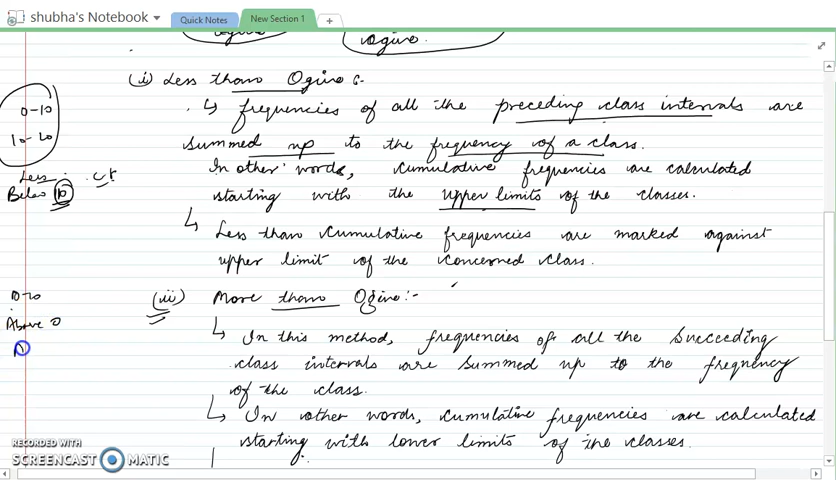 shubha's Notebook
Quick Notes
New Section 1
+
ogive.
(i) Less than Ogive :-
↳ frequencies of all the preceding class intervals are
summed up to the frequency of a class.
In other words, cumulative frequencies are calculated
starting with the upper limits of the classes.
↳ Less than cumulative frequencies are marked against
upper limit of the concerned class.
0-10
10-20
Less c.f
Below 10
(iii) More than Ogive :-
↳ In this method, frequencies of all the succeeding
class intervals are summed up to the frequency
of the class.
↳ In other words, cumulative frequencies are calculated
starting with lower limits of the classes.
Above 0
RECORDED WITH
SCREENCAST MATIC